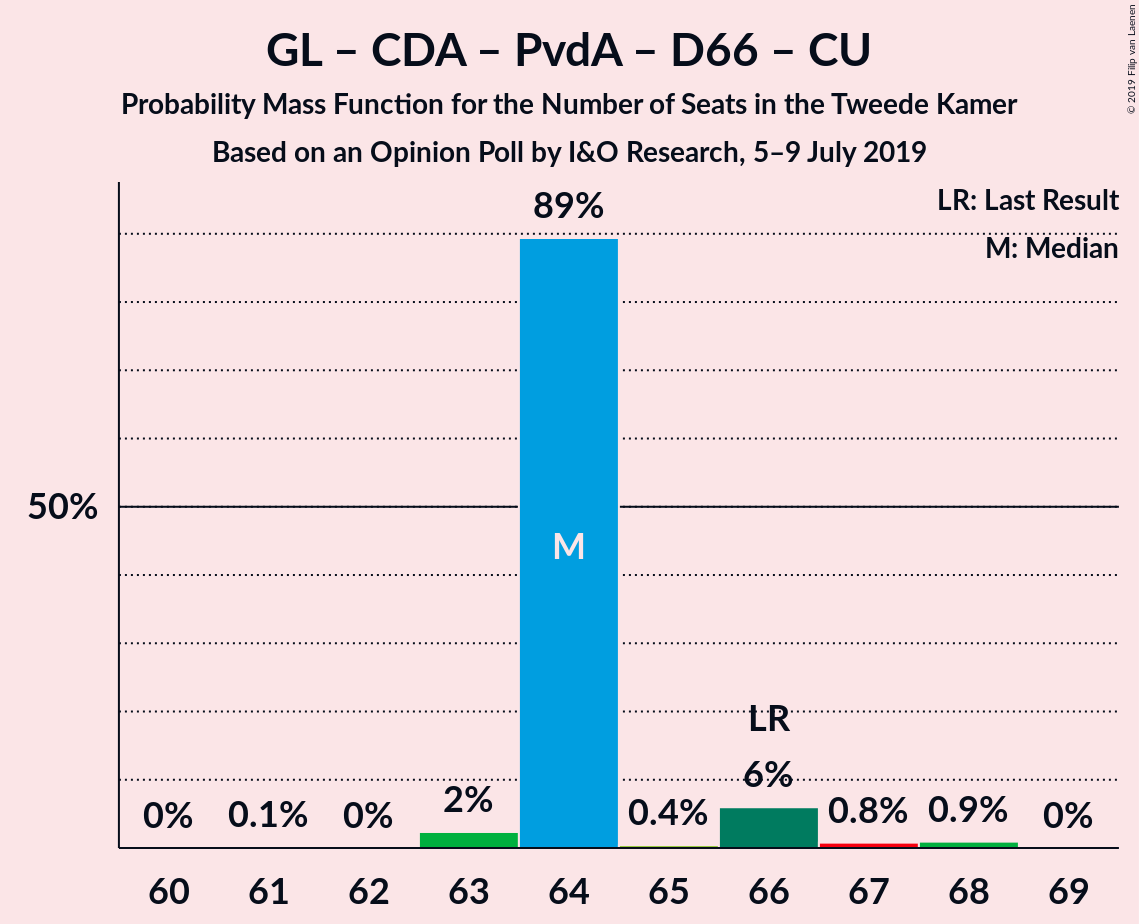 GL – CDA – PvdA – D66 – CU
Probability Mass Function for the Number of Seats in the Tweede Kamer
Based on an Opinion Poll by I&O Research, 5–9 July 2019
© 2019 Filip van Laenen
LR: Last Result
M: Median
89%
50%
M
LR
6%
0%
0.1%
0%
2%
0.4%
0.8%
0.9%
0%
60 61 62 63 64 65 66 67 68 69